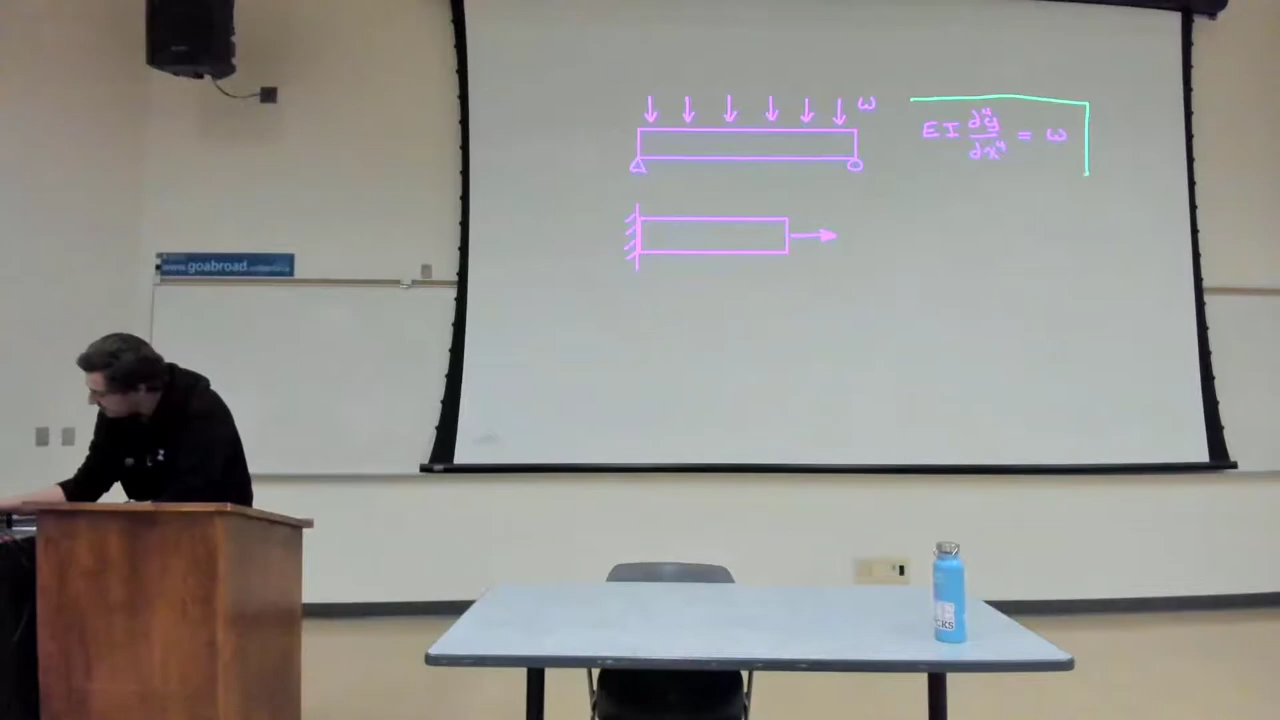 ω
EI d⁴y/dx⁴ = ω
www.goabroad
CKS